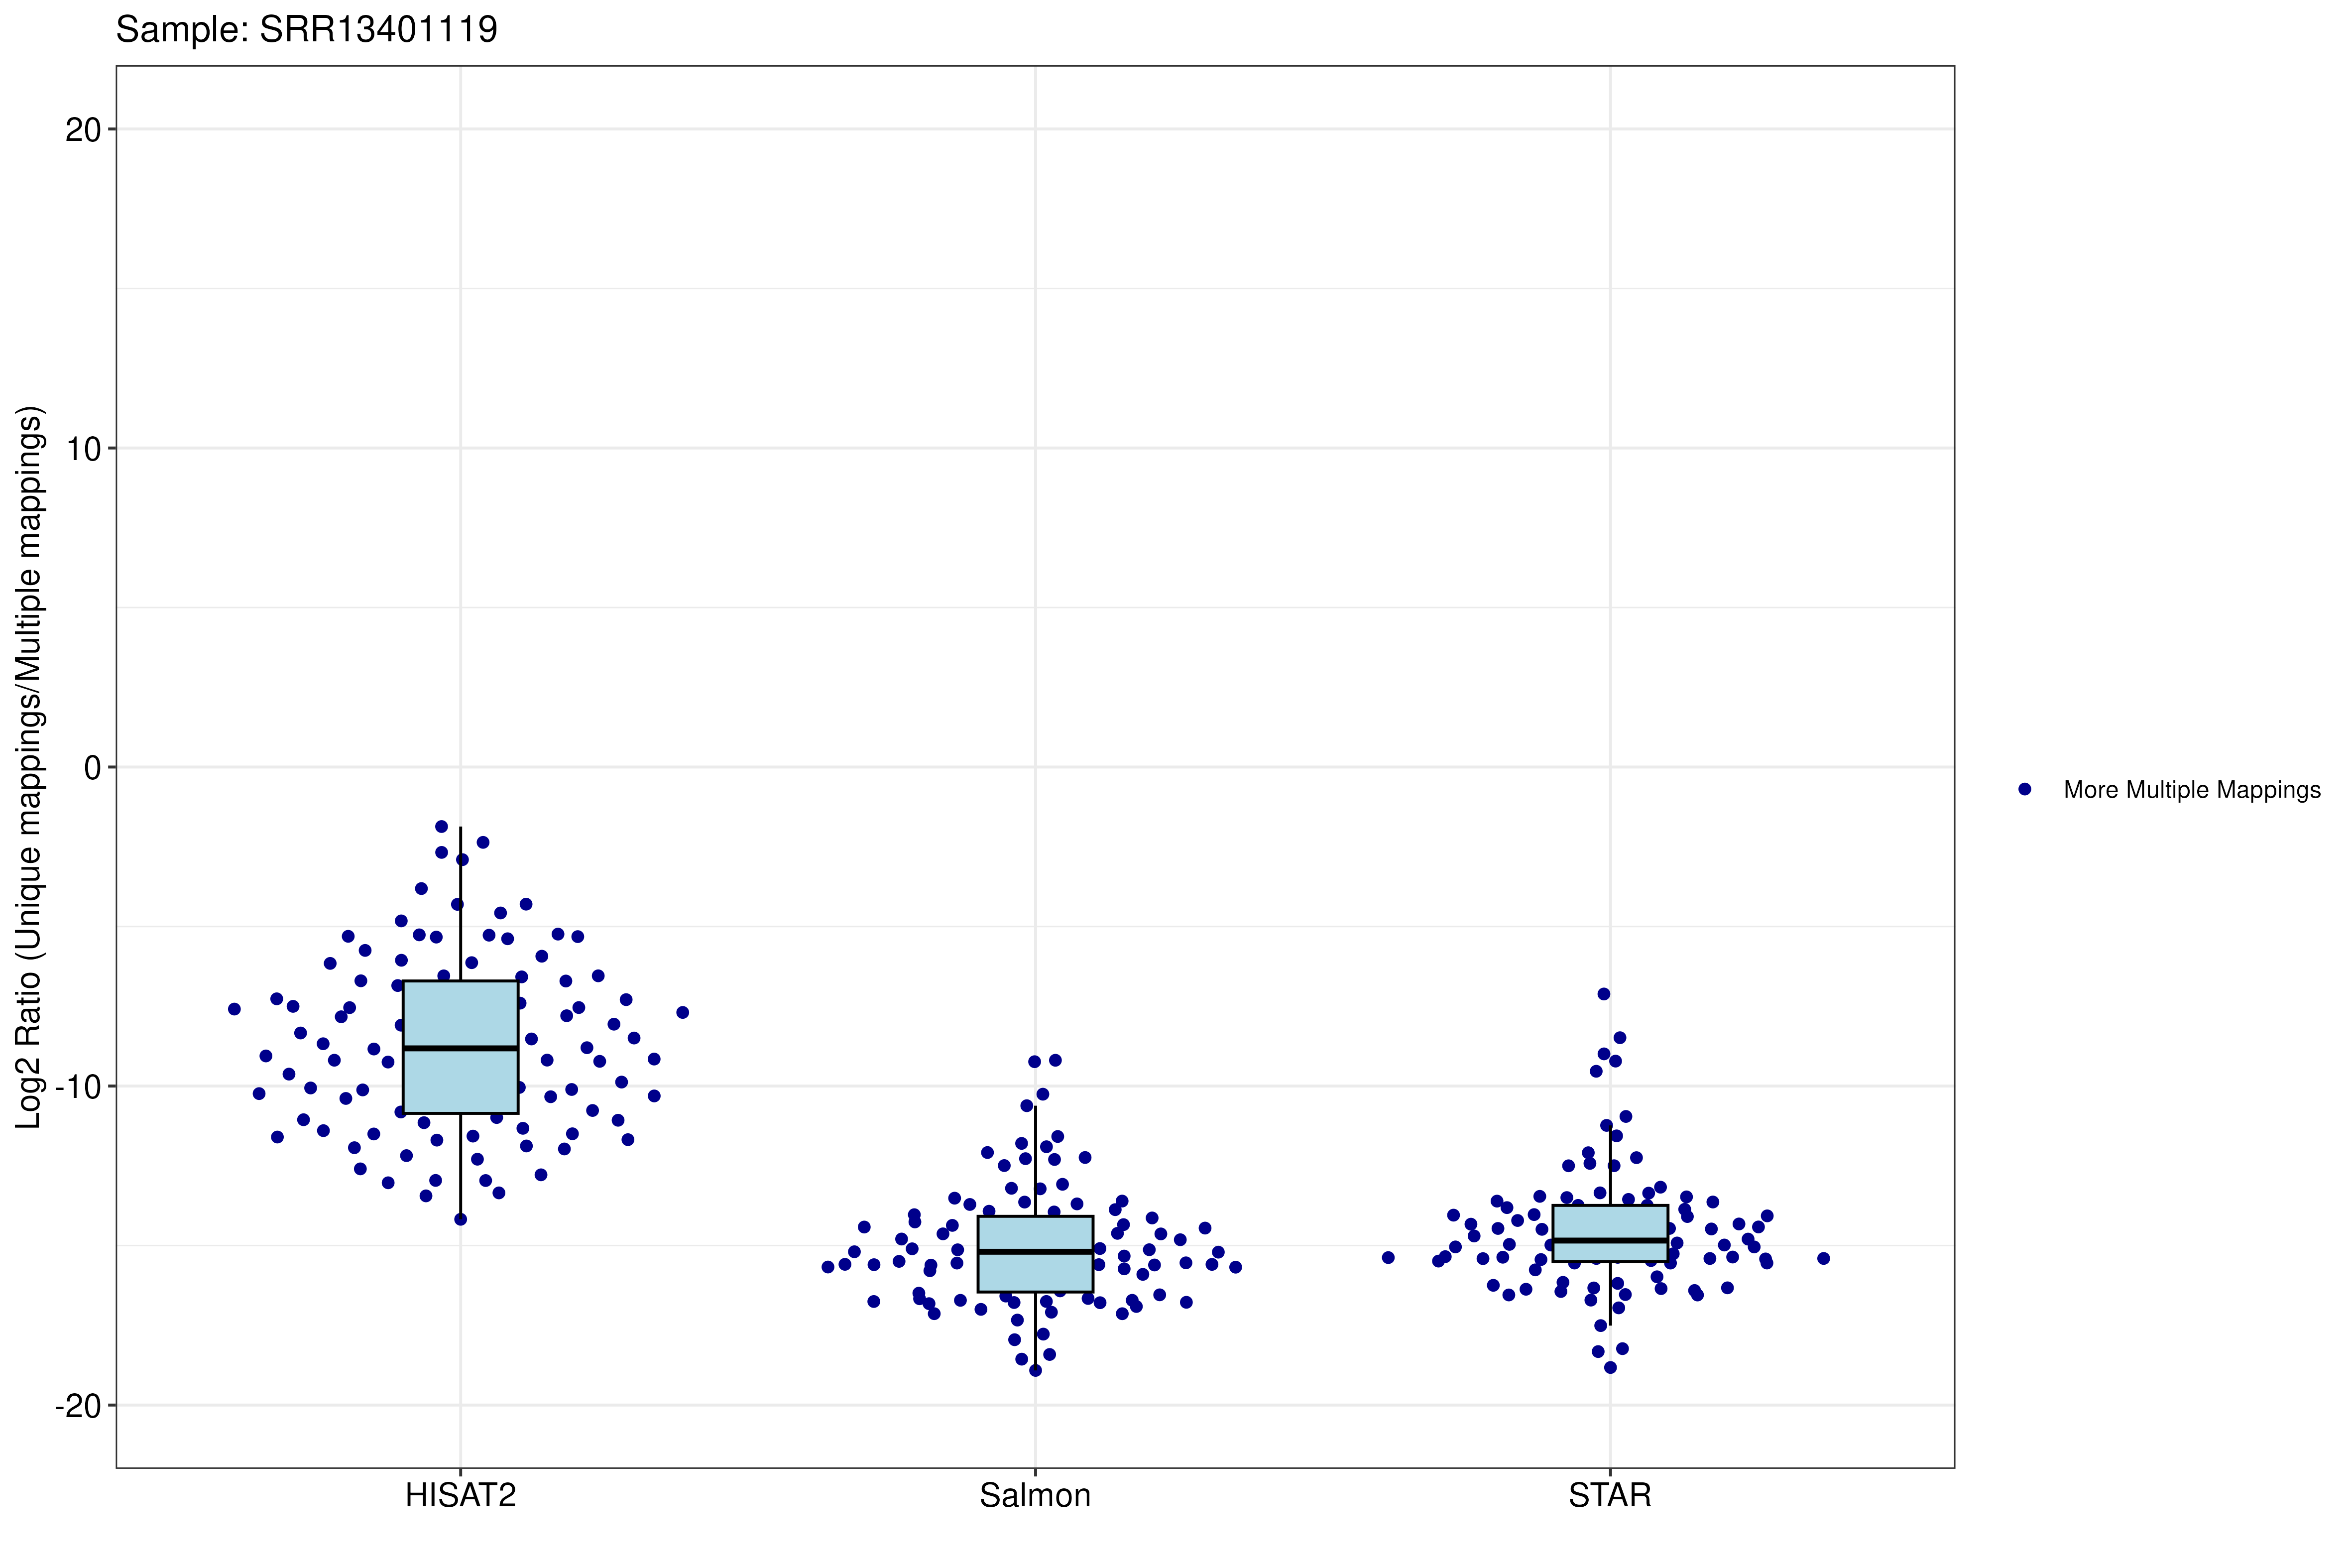 Sample: SRR13401119
Log2 Ratio (Unique mappings/Multiple mappings)
20
10
0
-10
-20
HISAT2
Salmon
STAR
More Multiple Mappings